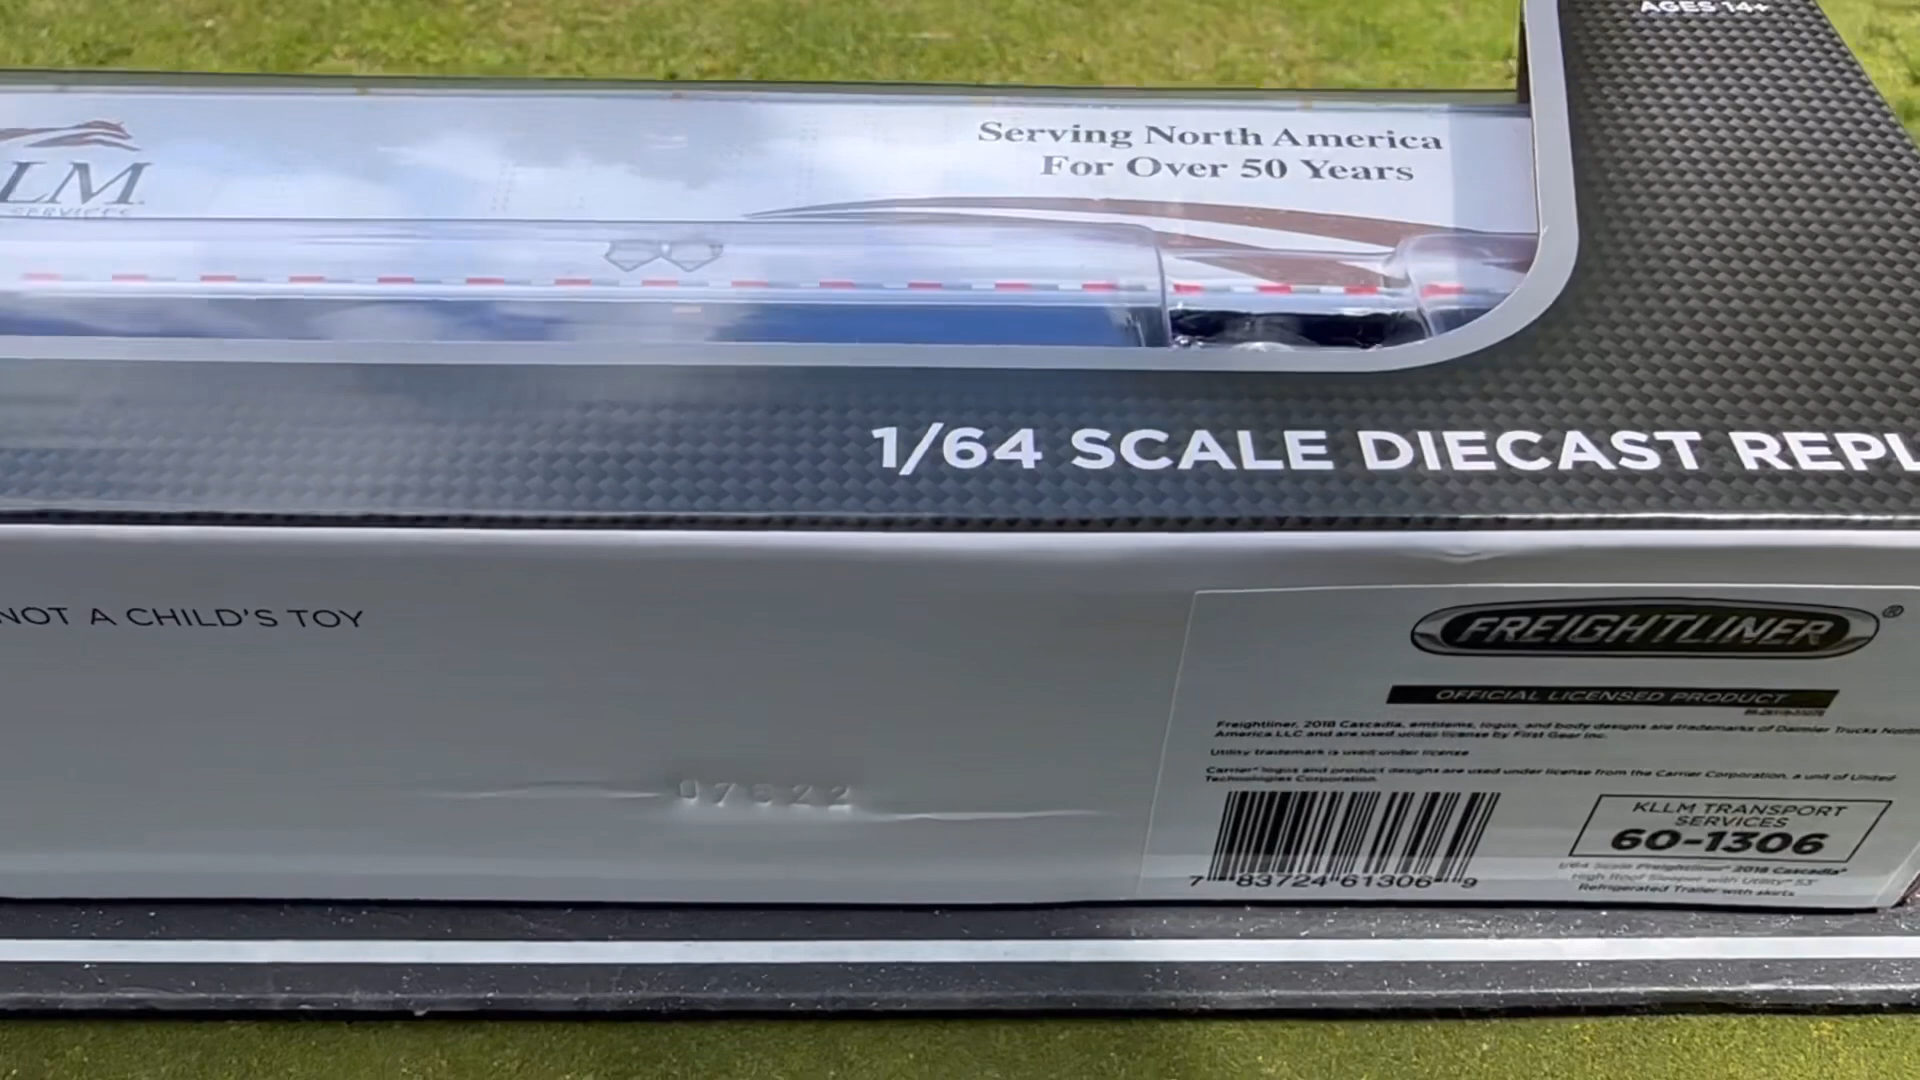 AGES 14+
Serving North America
For Over 50 Years
LM
SERVICES
1/64 SCALE DIECAST REPL
NOT A CHILD'S TOY
FREIGHTLINER®
OFFICIAL LICENSED PRODUCT
Freightliner, 2018 Cascadia, emblems, logos, and body designs are trademarks of Daimler Trucks North
America LLC and are used under license by First Gear Inc.
Utility trademark is used under license
Carrier® logos and product designs are used under license from the Carrier Corporation, a unit of United
Technologies Corporation.
KLLM TRANSPORT
SERVICES
60-1306
1/64 Scale Freightliner® 2018 Cascadia®
High Roof Sleeper with Utility® 53'
Refrigerated Trailer with skirts
7 83724 61306 9